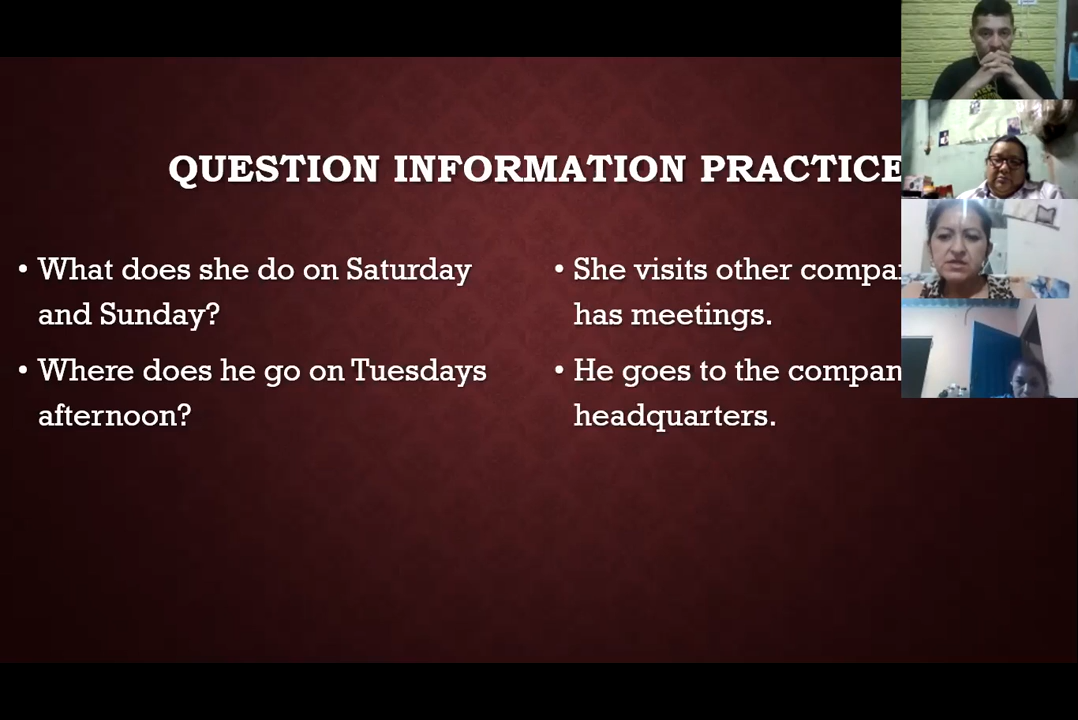 QUESTION INFORMATION PRACTICE
• What does she do on Saturday
and Sunday?
• Where does he go on Tuesdays
afternoon?
• She visits other
has meetings.
• He goes to the
headquarters.